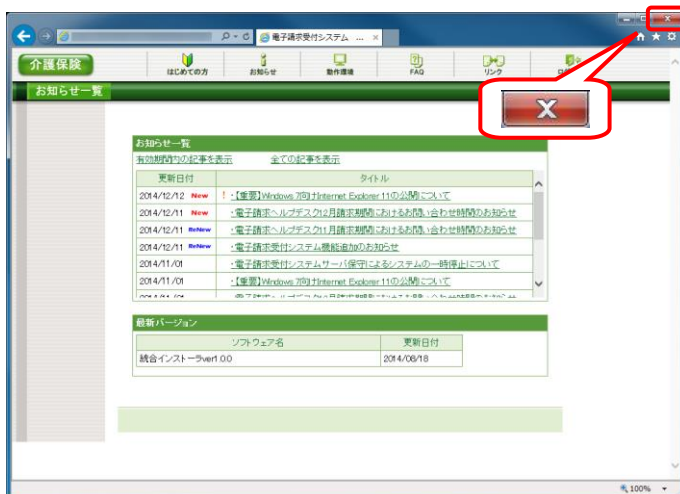 電子請求受付システム ... ×
介護保険
はじめての方
お知らせ
動作環境
FAQ
リンク
お知らせ一覧
X
お知らせ一覧
有効期間内の記事を表示 全ての記事を表示
更新日付 タイトル
2014/12/12 New ! ・【重要】Windows 7向けInternet Explorer 11の公開について
2014/12/11 New ・電子請求ヘルプデスク12月請求期間におけるお問い合わせ時間のお知らせ
2014/12/11 ReNew ・電子請求ヘルプデスク11月請求期間におけるお問い合わせ時間のお知らせ
2014/12/11 ReNew ・電子請求受付システム機能追加のお知らせ
2014/11/01 ・電子請求受付システムサーバ保守によるシステムの一時停止について
2014/11/01 ・【重要】Windows 7向けInternet Explorer 11の公開について
最新バージョン
ソフトウェア名 更新日付
統合インストーラver1.0.0 2014/08/18
100%